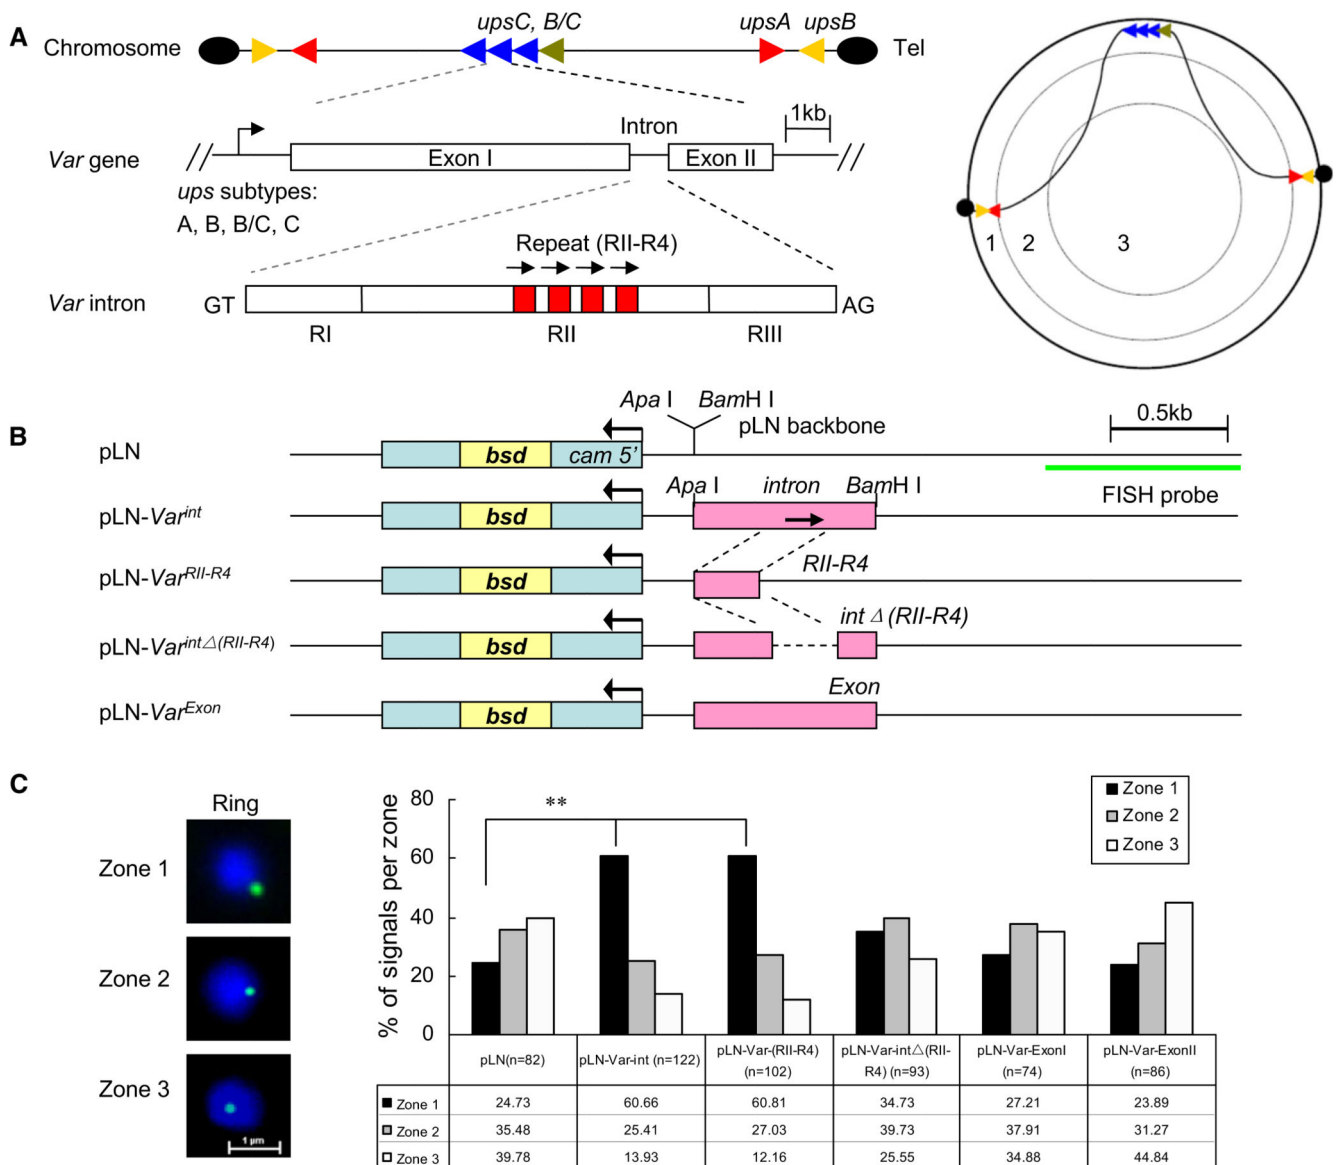 A
Chromosome
upsC, B/C
upsA
upsB
Tel
1kb
Intron
Var gene
Exon I
Exon II
ups subtypes:
A, B, B/C, C
Repeat (RII-R4)
Var intron
GT
AG
RI
RII
RIII
1
2
3
B
Apa I
BamH I
0.5kb
pLN backbone
pLN
bsd
cam 5'
FISH probe
Apa I
intron
BamH I
pLN-Var^int
bsd
pLN-Var^RII-R4
bsd
RII-R4
pLN-Var^int△(RII-R4)
bsd
int Δ (RII-R4)
Exon
pLN-Var^Exon
bsd
C
Ring
Zone 1
Zone 2
Zone 3
1 µm
% of signals per zone
80
60
40
20
0
**
Zone 1
Zone 2
Zone 3
pLN(n=82)
pLN-Var-int (n=122)
pLN-Var-(RII-R4)
(n=102)
pLN-Var-int△(RII-
R4) (n=93)
pLN-Var-ExonI
(n=74)
pLN-Var-ExonII
(n=86)
Zone 1 24.73 60.66 60.81 34.73 27.21 23.89
Zone 2 35.48 25.41 27.03 39.73 37.91 31.27
Zone 3 39.78 13.93 12.16 25.55 34.88 44.84